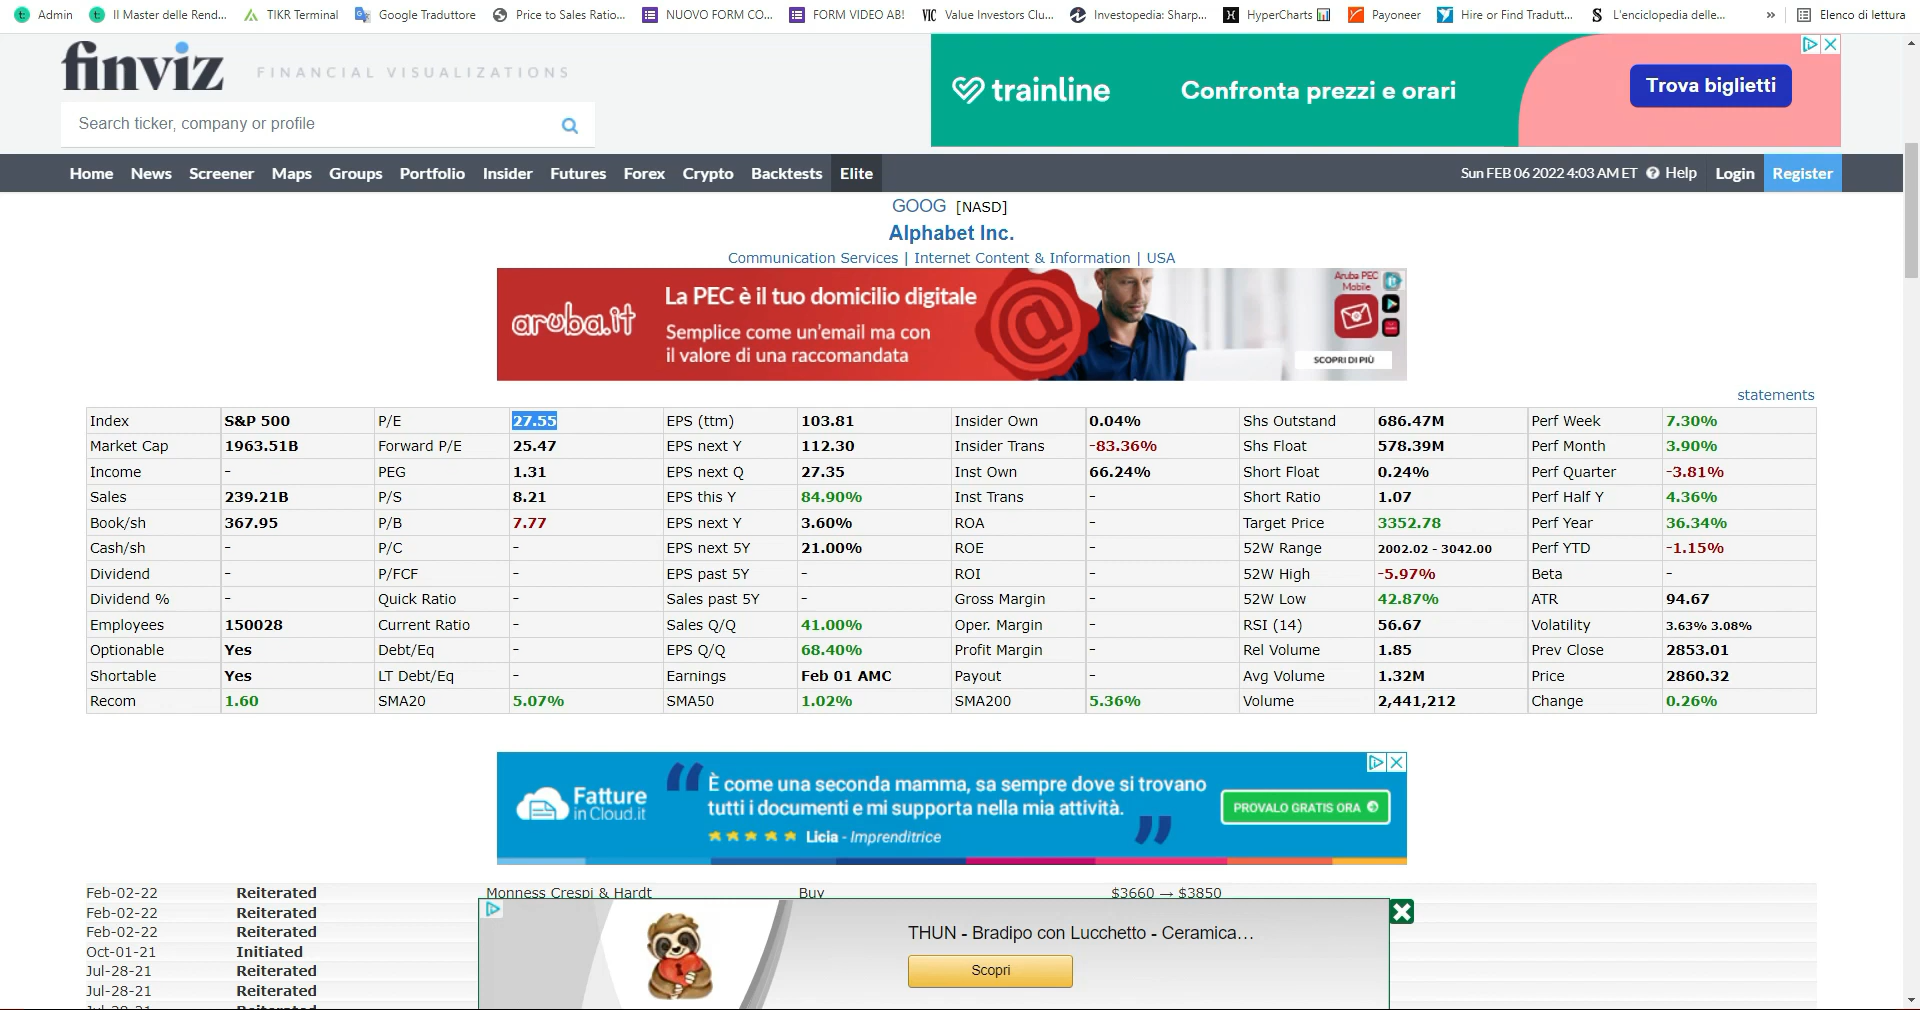 Admin Il Master delle Rend... TIKR Terminal Google Traduttore Price to Sales Ratio... NUOVO FORM CO... FORM VIDEO AB! VIC Value Investors Clu... Investopedia: Sharp... HyperCharts Payoneer Hire or Find Tradutt... L'enciclopedia delle... » Elenco di lettura
finviz FINANCIAL VISUALIZATIONS
trainline Confronta prezzi e orari Trova biglietti
Search ticker, company or profile
Home News Screener Maps Groups Portfolio Insider Futures Forex Crypto Backtests Elite Sun FEB 06 2022 4:03 AM ET Help Login Register
GOOG [NASD]
Alphabet Inc.
Communication Services | Internet Content & Information | USA
aruba.it
La PEC è il tuo domicilio digitale
Semplice come un'email ma con
il valore di una raccomandata
Aruba PEC
Mobile
SCOPRI DI PIÙ
statements
Index S&P 500 P/E 27.55 EPS (ttm) 103.81 Insider Own 0.04% Shs Outstand 686.47M Perf Week 7.30%
Market Cap 1963.51B Forward P/E 25.47 EPS next Y 112.30 Insider Trans -83.36% Shs Float 578.39M Perf Month 3.90%
Income - PEG 1.31 EPS next Q 27.35 Inst Own 66.24% Short Float 0.24% Perf Quarter -3.81%
Sales 239.21B P/S 8.21 EPS this Y 84.90% Inst Trans - Short Ratio 1.07 Perf Half Y 4.36%
Book/sh 367.95 P/B 7.77 EPS next Y 3.60% ROA - Target Price 3352.78 Perf Year 36.34%
Cash/sh - P/C - EPS next 5Y 21.00% ROE - 52W Range 2002.02 - 3042.00 Perf YTD -1.15%
Dividend - P/FCF - EPS past 5Y - ROI - 52W High -5.97% Beta -
Dividend % - Quick Ratio - Sales past 5Y - Gross Margin - 52W Low 42.87% ATR 94.67
Employees 150028 Current Ratio - Sales Q/Q 41.00% Oper. Margin - RSI (14) 56.67 Volatility 3.63% 3.08%
Optionable Yes Debt/Eq - EPS Q/Q 68.40% Profit Margin - Rel Volume 1.85 Prev Close 2853.01
Shortable Yes LT Debt/Eq - Earnings Feb 01 AMC Payout - Avg Volume 1.32M Price 2860.32
Recom 1.60 SMA20 5.07% SMA50 1.02% SMA200 5.36% Volume 2,441,212 Change 0.26%
Fatture
in Cloud.it
“È come una seconda mamma, sa sempre dove si trovano
tutti i documenti e mi supporta nella mia attività.”
Licia - Imprenditrice
PROVALO GRATIS ORA
Feb-02-22 Reiterated Monness Crespi & Hardt Buy $3660 → $3850
Feb-02-22 Reiterated
Feb-02-22 Reiterated
Oct-01-21 Initiated
Jul-28-21 Reiterated
Jul-28-21 Reiterated
THUN - Bradipo con Lucchetto - Ceramica...
Scopri